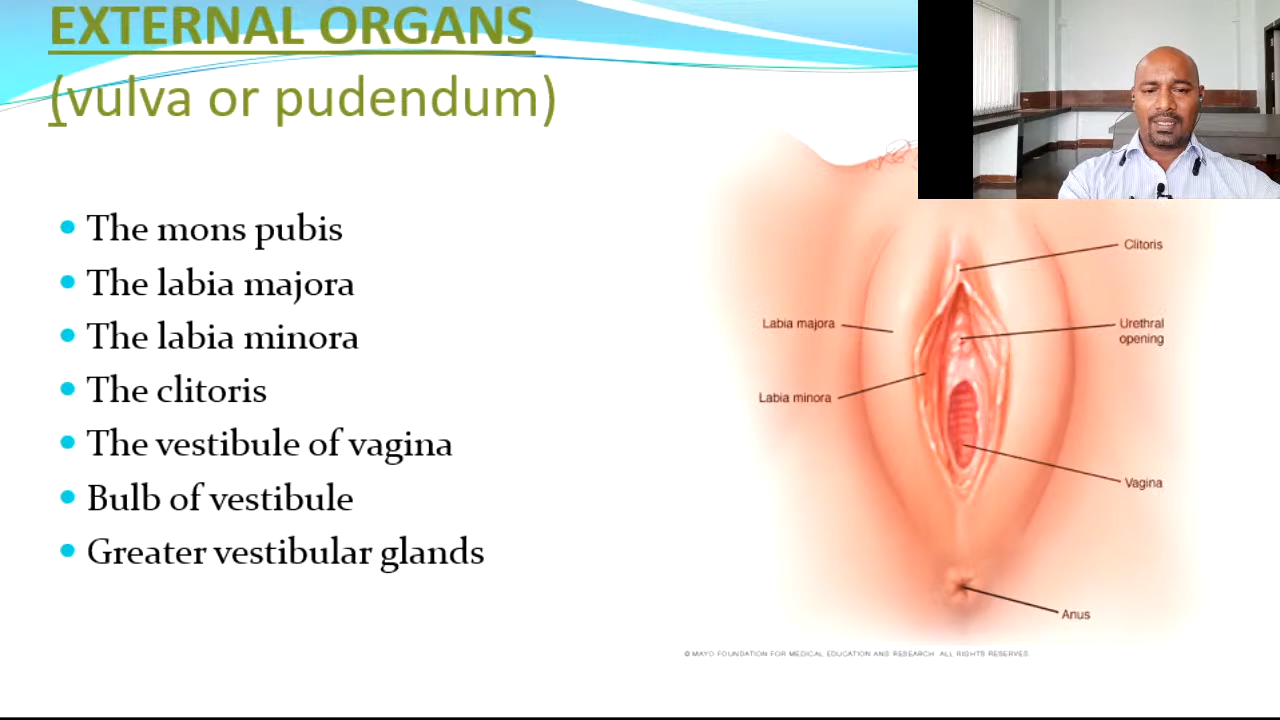 EXTERNAL ORGANS
(vulva or pudendum)
The mons pubis
The labia majora
The labia minora
The clitoris
The vestibule of vagina
Bulb of vestibule
Greater vestibular glands
Clitoris
Labia majora
Urethral
opening
Labia minora
Vagina
Anus
© MAYO FOUNDATION FOR MEDICAL EDUCATION AND RESEARCH. ALL RIGHTS RESERVED.